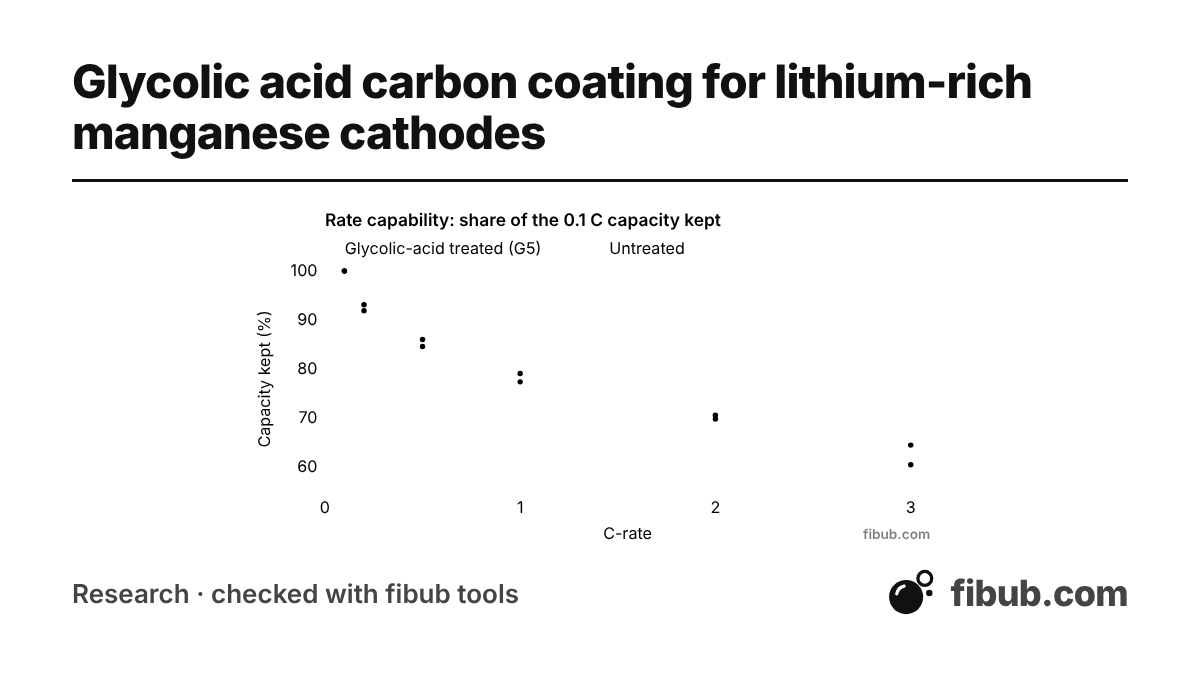 Glycolic acid carbon coating for lithium-rich
manganese cathodes
Rate capability: share of the 0.1 C capacity kept
Glycolic-acid treated (G5) Untreated
100
90
80
70
60
Capacity kept (%)
0 1 2 3
C-rate
fibub.com
Research · checked with fibub tools
fibub.com